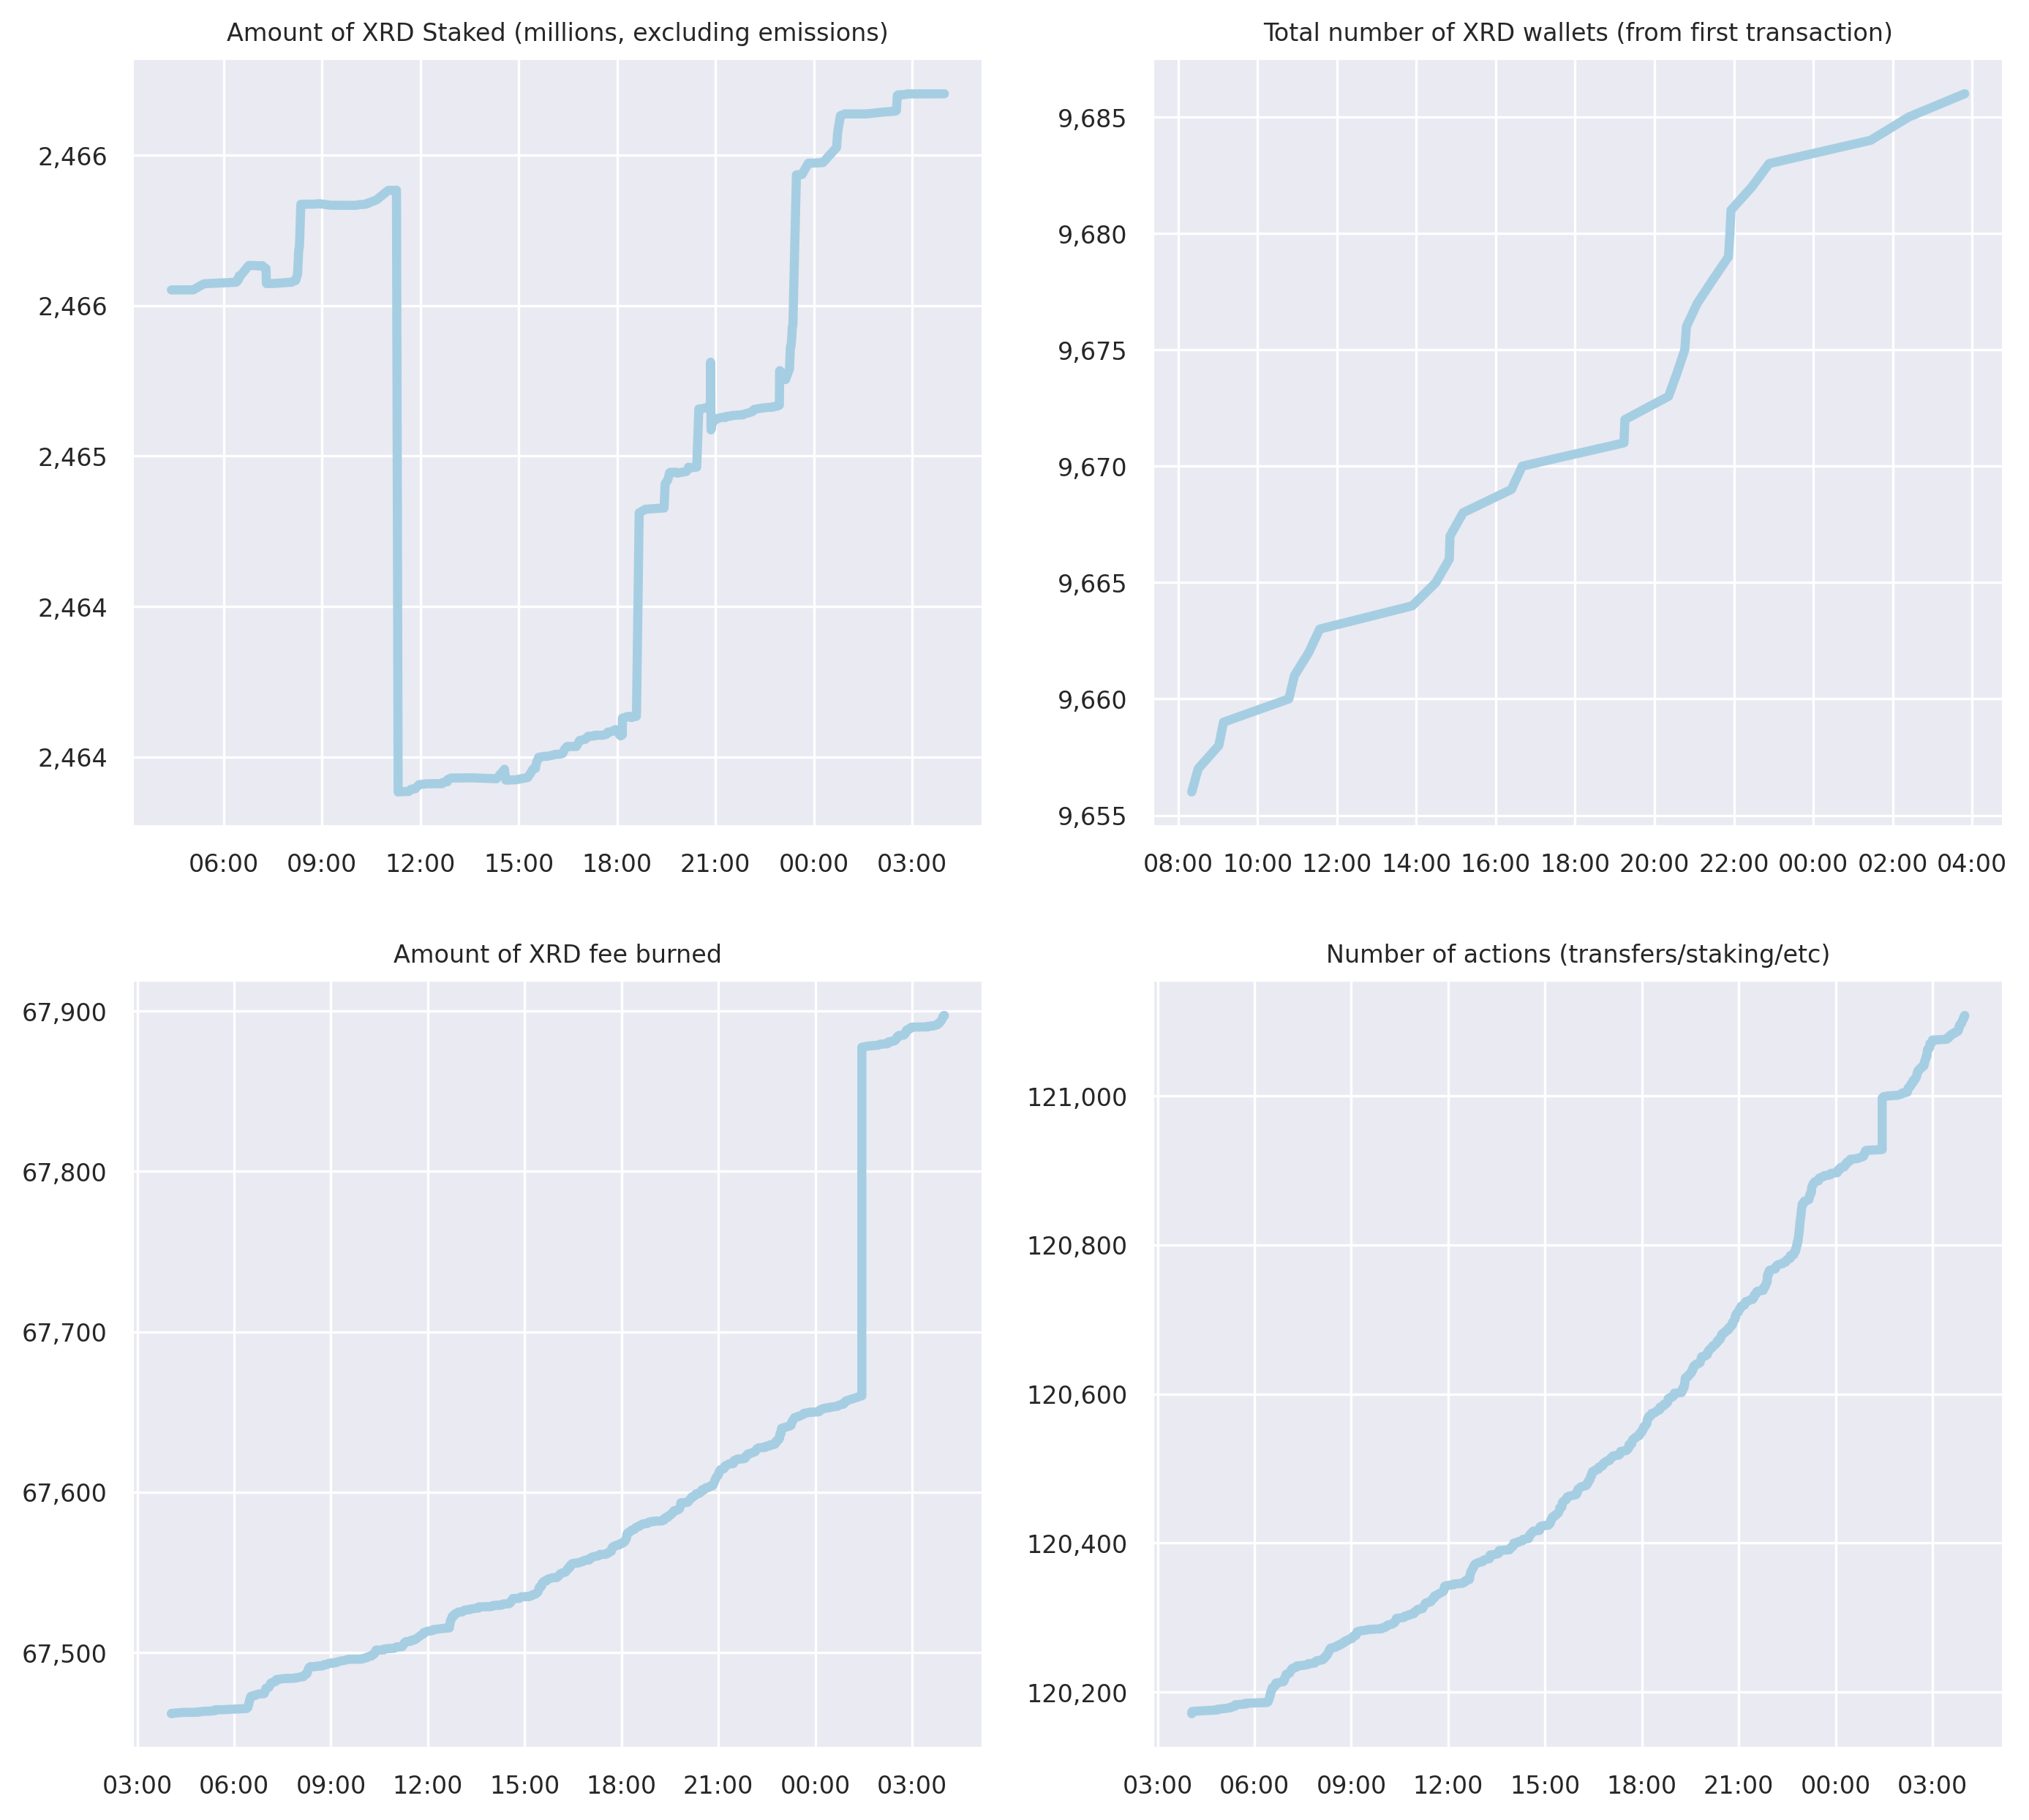 Amount of XRD Staked (millions, excluding emissions)
2,466
2,466
2,465
2,464
2,464
06:00 09:00 12:00 15:00 18:00 21:00 00:00 03:00
Total number of XRD wallets (from first transaction)
9,685
9,680
9,675
9,670
9,665
9,660
9,655
08:00 10:00 12:00 14:00 16:00 18:00 20:00 22:00 00:00 02:00 04:00
Amount of XRD fee burned
67,900
67,800
67,700
67,600
67,500
03:00 06:00 09:00 12:00 15:00 18:00 21:00 00:00 03:00
Number of actions (transfers/staking/etc)
121,000
120,800
120,600
120,400
120,200
03:00 06:00 09:00 12:00 15:00 18:00 21:00 00:00 03:00